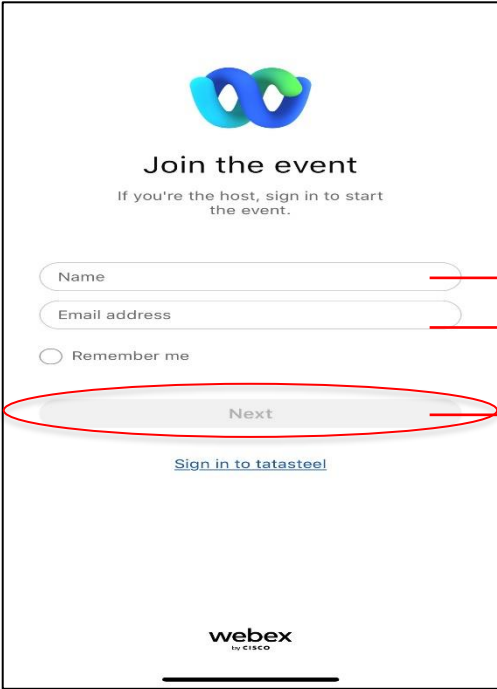 Join the event
If you're the host, sign in to start
the event.
Name
Email address
Remember me
Next
Sign in to tatasteel
webex
by CISCO